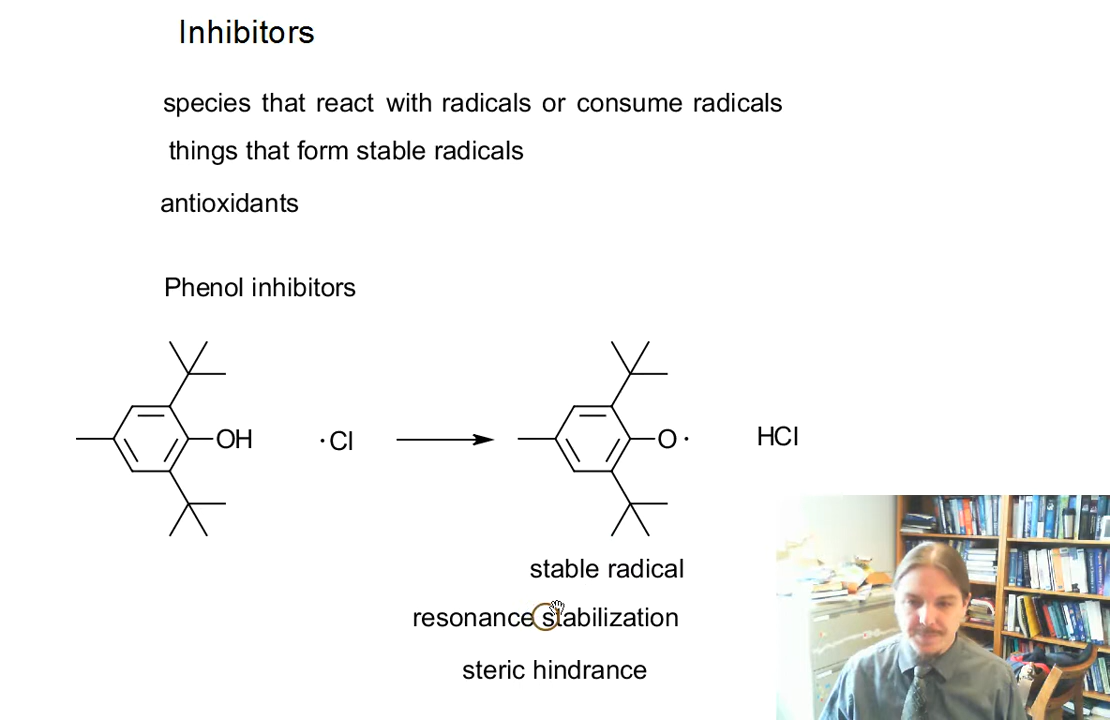 Inhibitors
species that react with radicals or consume radicals
things that form stable radicals
antioxidants
Phenol inhibitors
OH ·Cl O· HCl
stable radical
resonance stabilization
steric hindrance